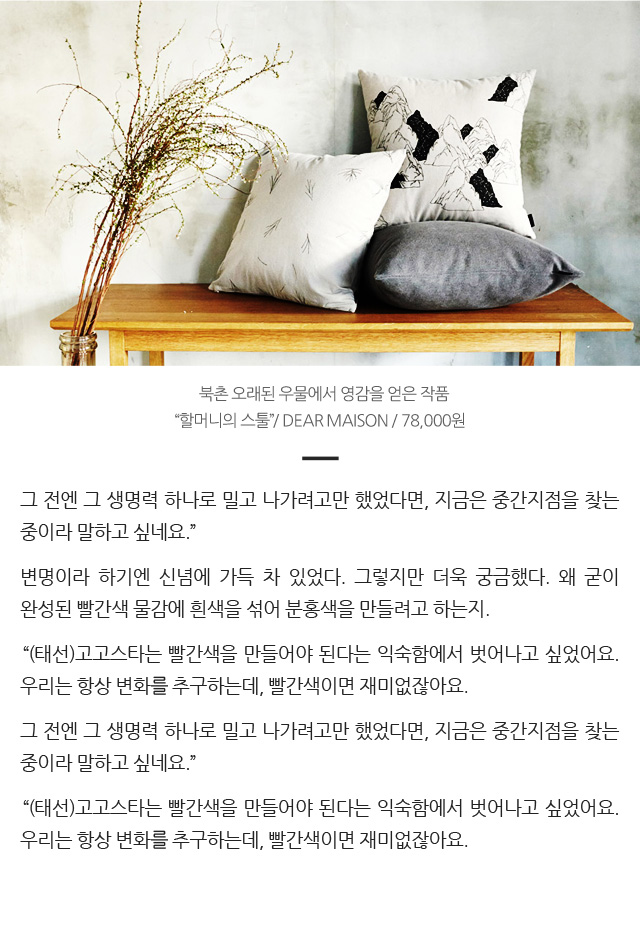 북촌 오래된 우물에서 영감을 얻은 작품
“할머니의 스툴”/ DEAR MAISON / 78,000원
그 전엔 그 생명력 하나로 밀고 나가려고만 했었다면, 지금은 중간지점을 찾는
중이라 말하고 싶네요.”
변명이라 하기엔 신념에 가득 차 있었다. 그렇지만 더욱 궁금했다. 왜 굳이
완성된 빨간색 물감에 흰색을 섞어 분홍색을 만들려고 하는지.
“(태선)고고스타는 빨간색을 만들어야 된다는 익숙함에서 벗어나고 싶었어요.
우리는 항상 변화를 추구하는데, 빨간색이면 재미없잖아요.
그 전엔 그 생명력 하나로 밀고 나가려고만 했었다면, 지금은 중간지점을 찾는
중이라 말하고 싶네요.”
“(태선)고고스타는 빨간색을 만들어야 된다는 익숙함에서 벗어나고 싶었어요.
우리는 항상 변화를 추구하는데, 빨간색이면 재미없잖아요.